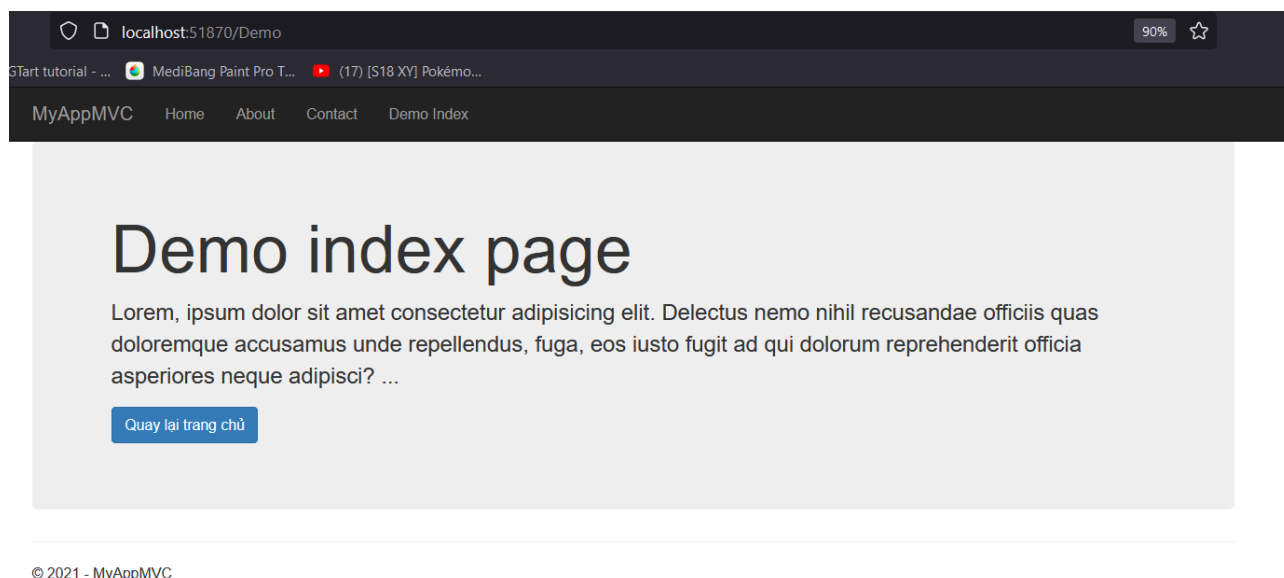 localhost:51870/Demo 90%
GTart tutorial - ... MediBang Paint Pro T... (17) [S18 XY] Pokémo...
MyAppMVC Home About Contact Demo Index
Demo index page
Lorem, ipsum dolor sit amet consectetur adipisicing elit. Delectus nemo nihil recusandae officiis quas
doloremque accusamus unde repellendus, fuga, eos iusto fugit ad qui dolorum reprehenderit officia
asperiores neque adipisci? ...
Quay lại trang chủ
© 2021 - MyAppMVC